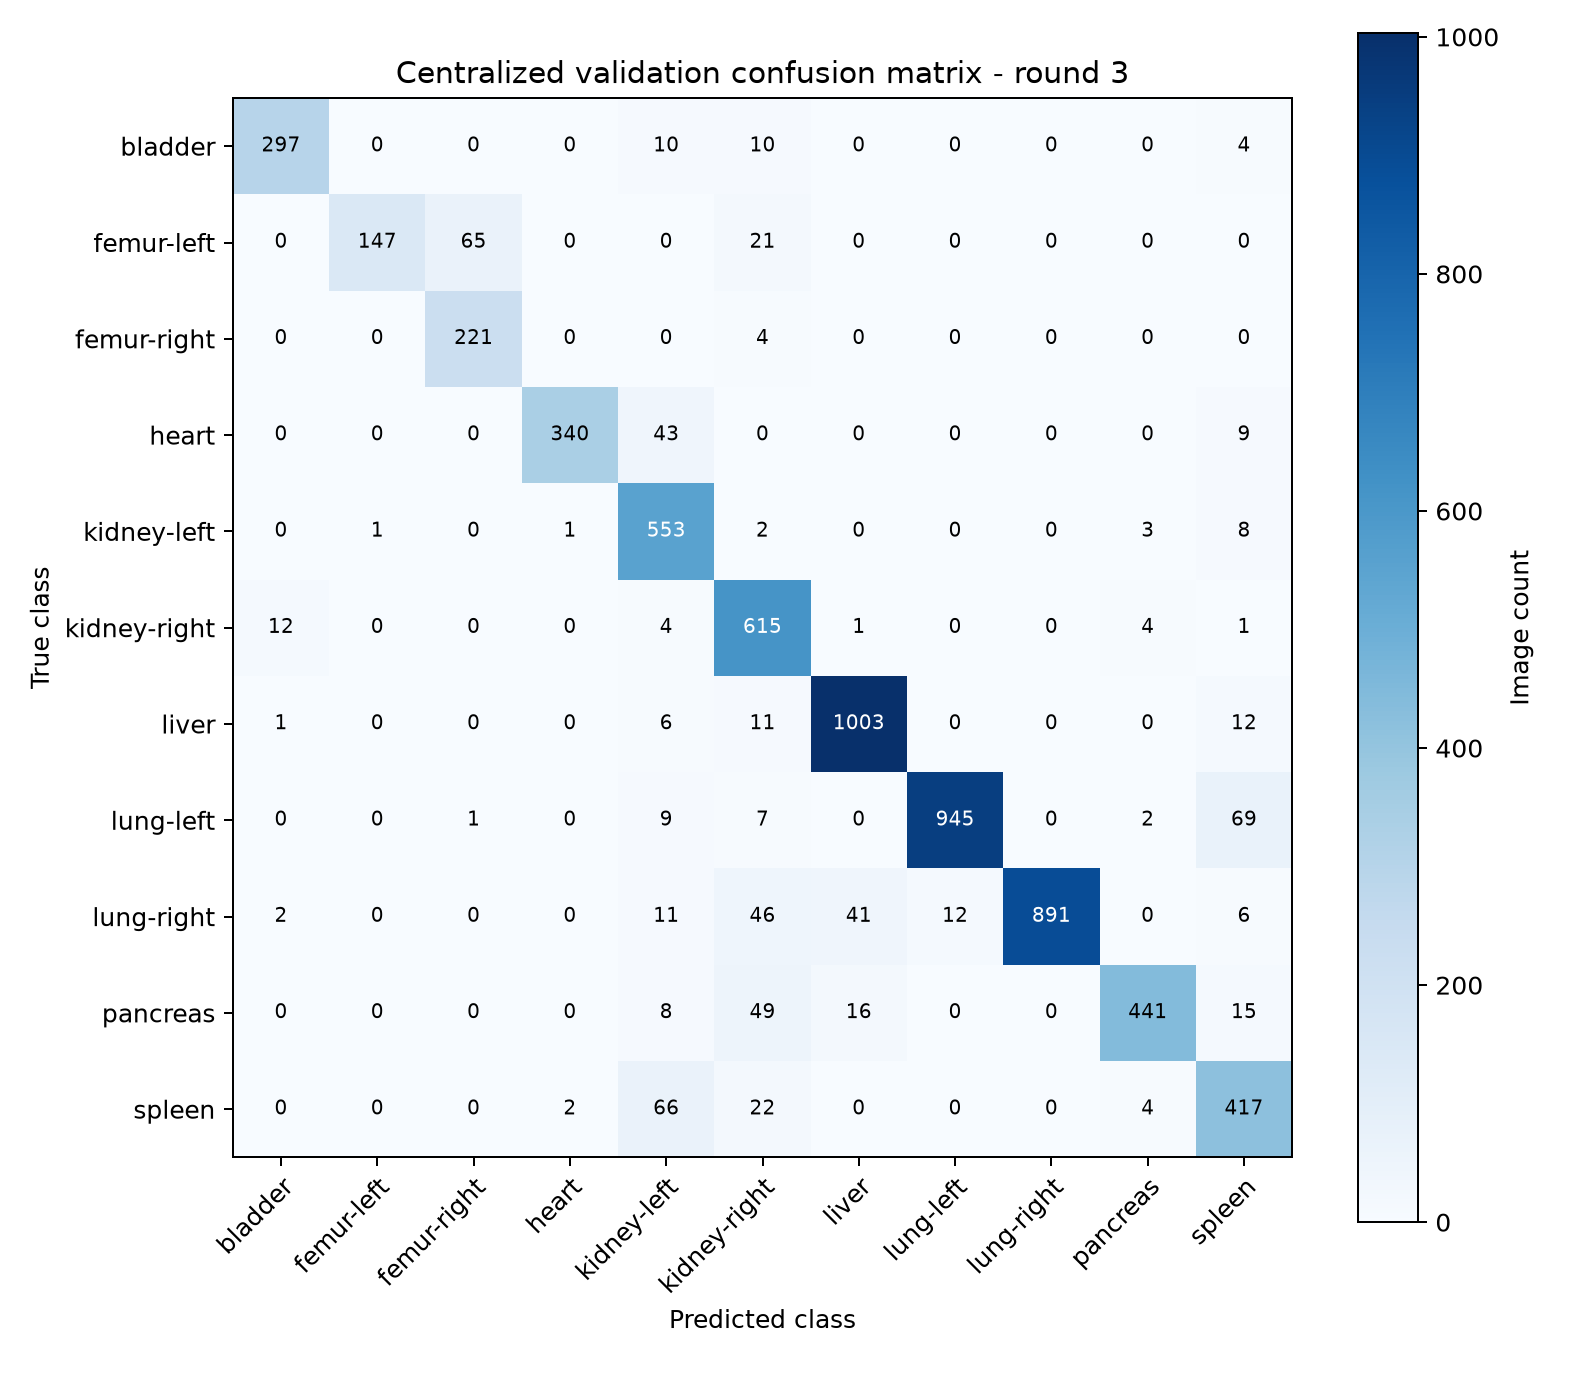 Centralized validation confusion matrix - round 3
1000
bladder 297 0 0 0 10 10 0 0 0 0 4
femur-left 0 147 65 0 0 21 0 0 0 0 0
800
femur-right 0 0 221 0 0 4 0 0 0 0 0
heart 0 0 0 340 43 0 0 0 0 0 9
600
kidney-left 0 1 0 1 553 2 0 0 0 3 8
True class
kidney-right 12 0 0 0 4 615 1 0 0 4 1
Image count
liver 1 0 0 0 6 11 1003 0 0 0 12
400
lung-left 0 0 1 0 9 7 0 945 0 2 69
lung-right 2 0 0 0 11 46 41 12 891 0 6
200
pancreas 0 0 0 0 8 49 16 0 0 441 15
spleen 0 0 0 2 66 22 0 0 0 4 417
0
bladder femur-left femur-right heart kidney-left kidney-right liver lung-left lung-right pancreas spleen
Predicted class